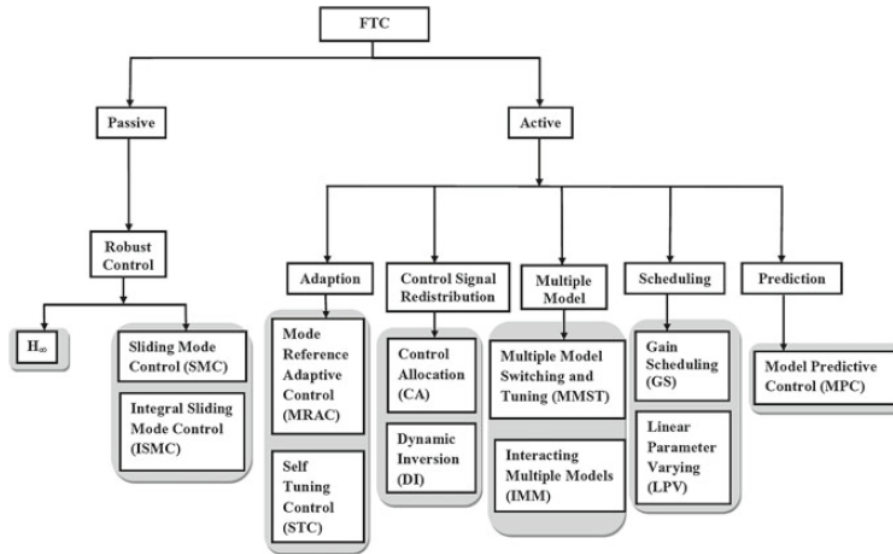 FTC
Passive
Active
Robust
Control
Adaption
Control Signal
Redistribution
Multiple
Model
Scheduling
Prediction
H∞
Sliding Mode
Control (SMC)
Integral Sliding
Mode Control
(ISMC)
Mode
Reference
Adaptive
Control
(MRAC)
Self
Tuning
Control
(STC)
Control
Allocation
(CA)
Dynamic
Inversion
(DI)
Multiple Model
Switching and
Tuning (MMST)
Interacting
Multiple Models
(IMM)
Gain
Scheduling
(GS)
Linear
Parameter
Varying
(LPV)
Model Predictive
Control (MPC)